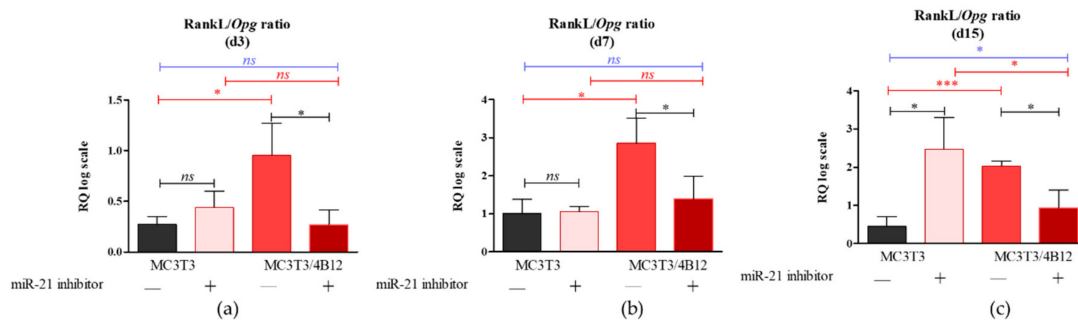 RankL/Opg ratio
(d3)
ns
ns
*
*
ns
RQ log scale
1.5
1.0
0.5
0.0
MC3T3
MC3T3/4B12
miR-21 inhibitor
— + — +
(a)
RankL/Opg ratio
(d7)
ns
ns
*
*
ns
RQ log scale
4
3
2
1
0
MC3T3
MC3T3/4B12
miR-21 inhibitor
— + — +
(b)
RankL/Opg ratio
(d15)
*
*
***
*
*
RQ log scale
4
3
2
1
0
MC3T3
MC3T3/4B12
miR-21 inhibitor
— + — +
(c)